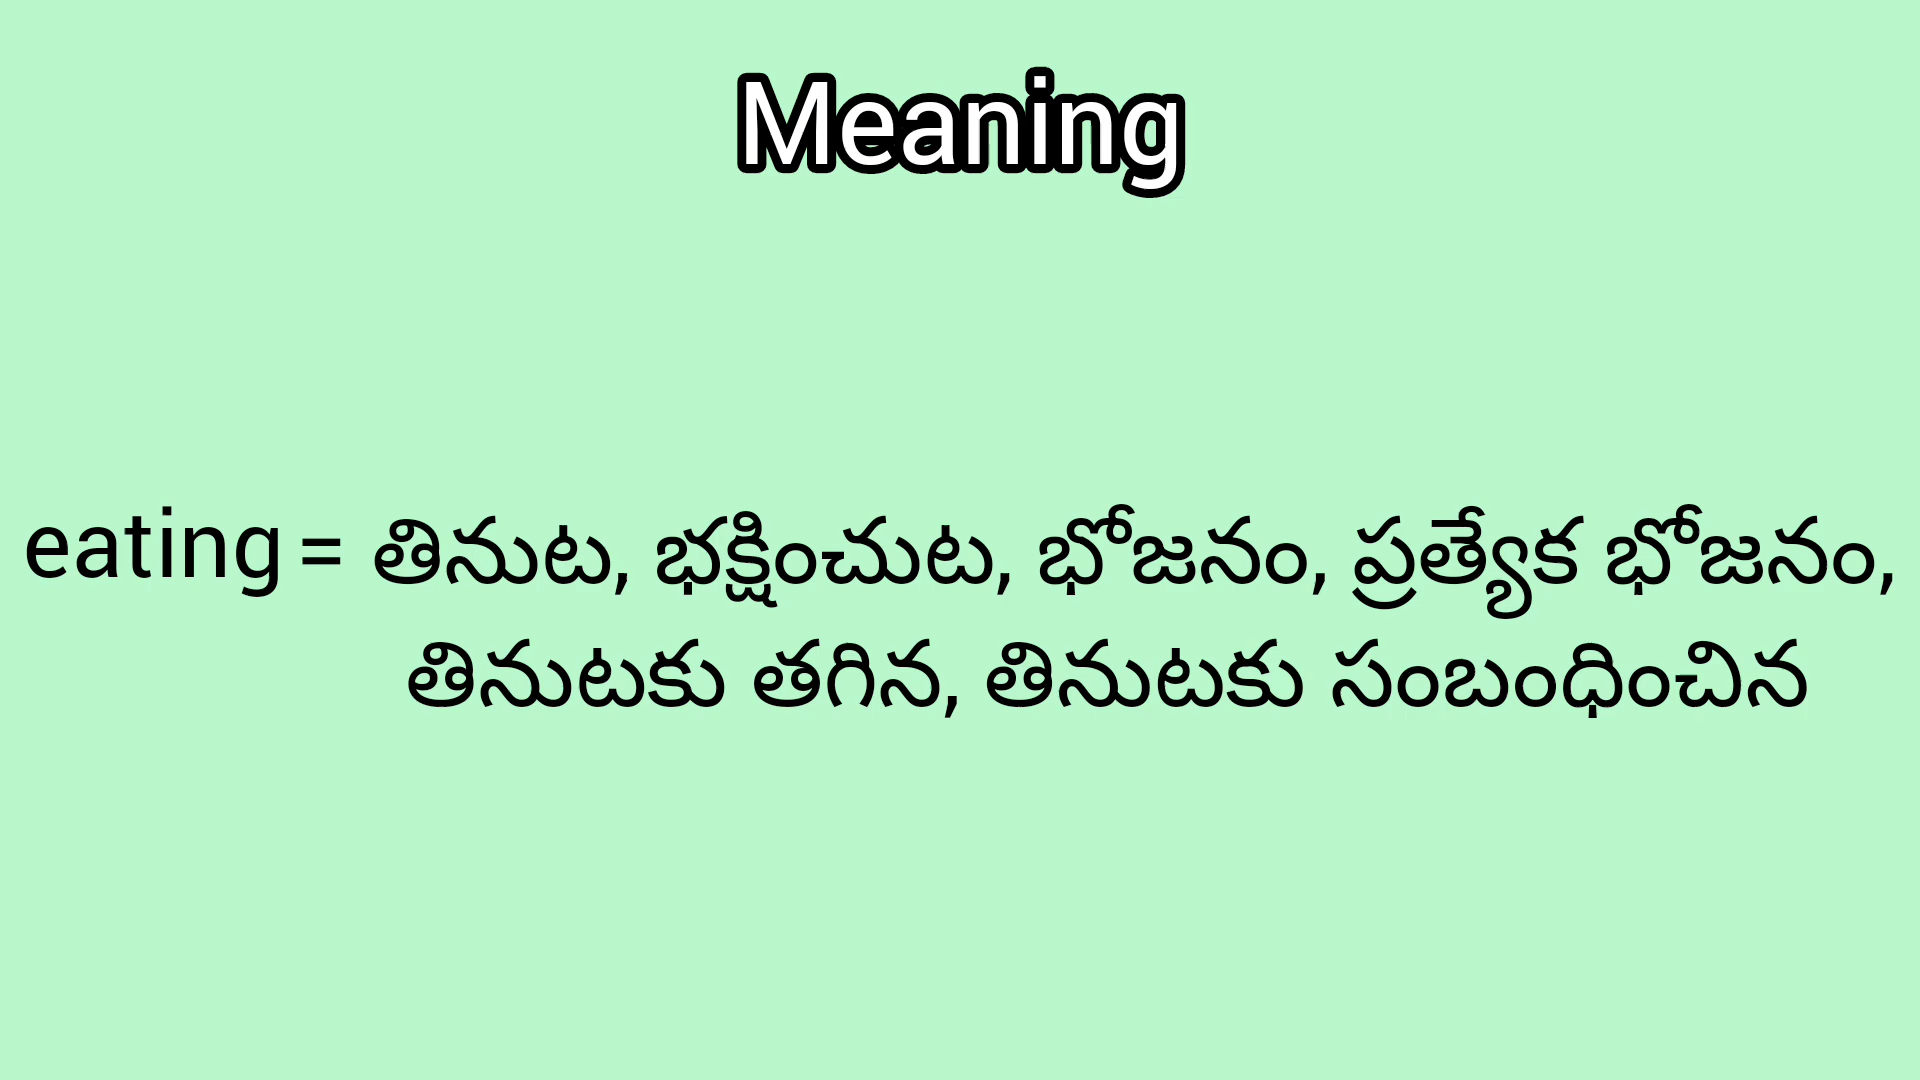 Meaning
eating = తినుట, భక్షించుట, భోజనం, ప్రత్యేక భోజనం,
తినుటకు తగిన, తినుటకు సంబంధించిన